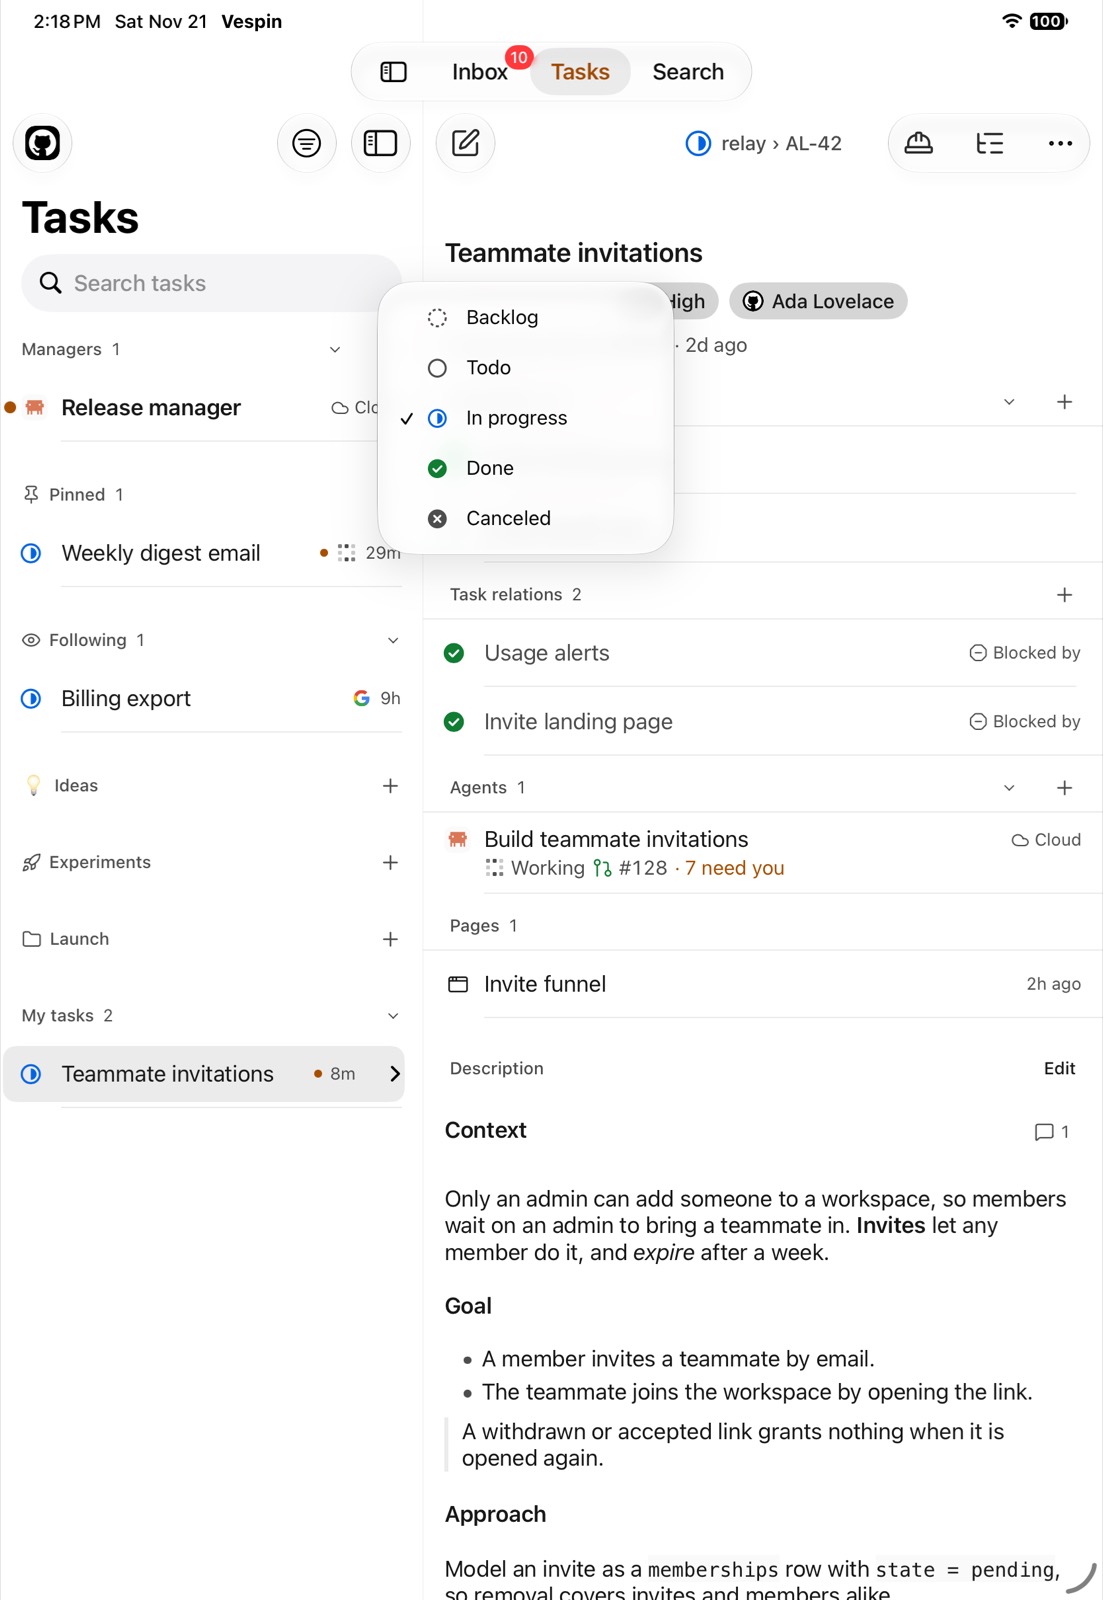 2:18 PM Sat Nov 21 Vespin
100
Inbox 10 Tasks Search
relay › AL-42
Tasks
Search tasks
Managers 1
Release manager
Pinned 1
Weekly digest email 29m
Following 1
Billing export 9h
Ideas
Experiments
Launch
My tasks 2
Teammate invitations 8m
Teammate invitations
Ada Lovelace
· 2d ago
Backlog
Todo
In progress
Done
Canceled
Task relations 2
Usage alerts Blocked by
Invite landing page Blocked by
Agents 1
Build teammate invitations Cloud
Working #128 · 7 need you
Pages 1
Invite funnel 2h ago
Description Edit
Context 1
Only an admin can add someone to a workspace, so members
wait on an admin to bring a teammate in. Invites let any
member do it, and expire after a week.
Goal
• A member invites a teammate by email.
• The teammate joins the workspace by opening the link.
A withdrawn or accepted link grants nothing when it is
opened again.
Approach
Model an invite as a memberships row with state = pending,
so removal covers invites and members alike